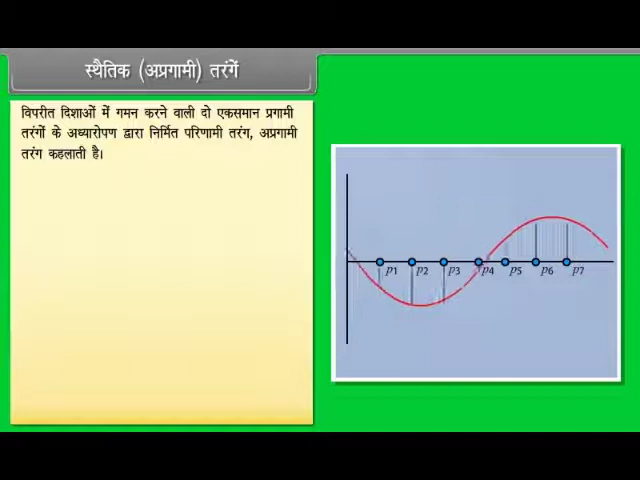 स्थैतिक (अप्रगामी) तरंगें
विपरीत दिशाओं में गमन करने वाली दो एकसमान प्रगामी
तरंगों के अध्यारोपण द्वारा निर्मित परिणामी तरंग, अप्रगामी
तरंग कहलाती है।
p1 p2 p3 p4 p5 p6 p7